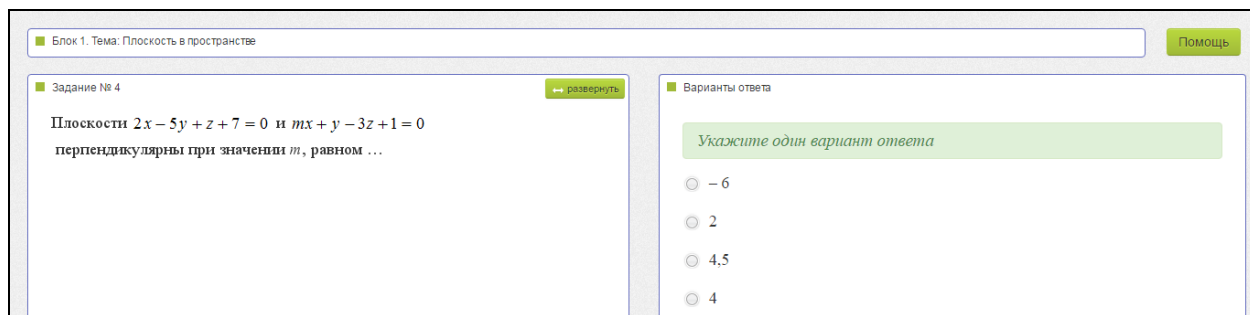 Блок 1. Тема: Плоскость в пространстве
Помощь
Задание № 4
развернуть
Плоскости 2x − 5y + z + 7 = 0 и mx + y − 3z + 1 = 0
перпендикулярны при значении m, равном …
Варианты ответа
Укажите один вариант ответа
− 6
2
4,5
4